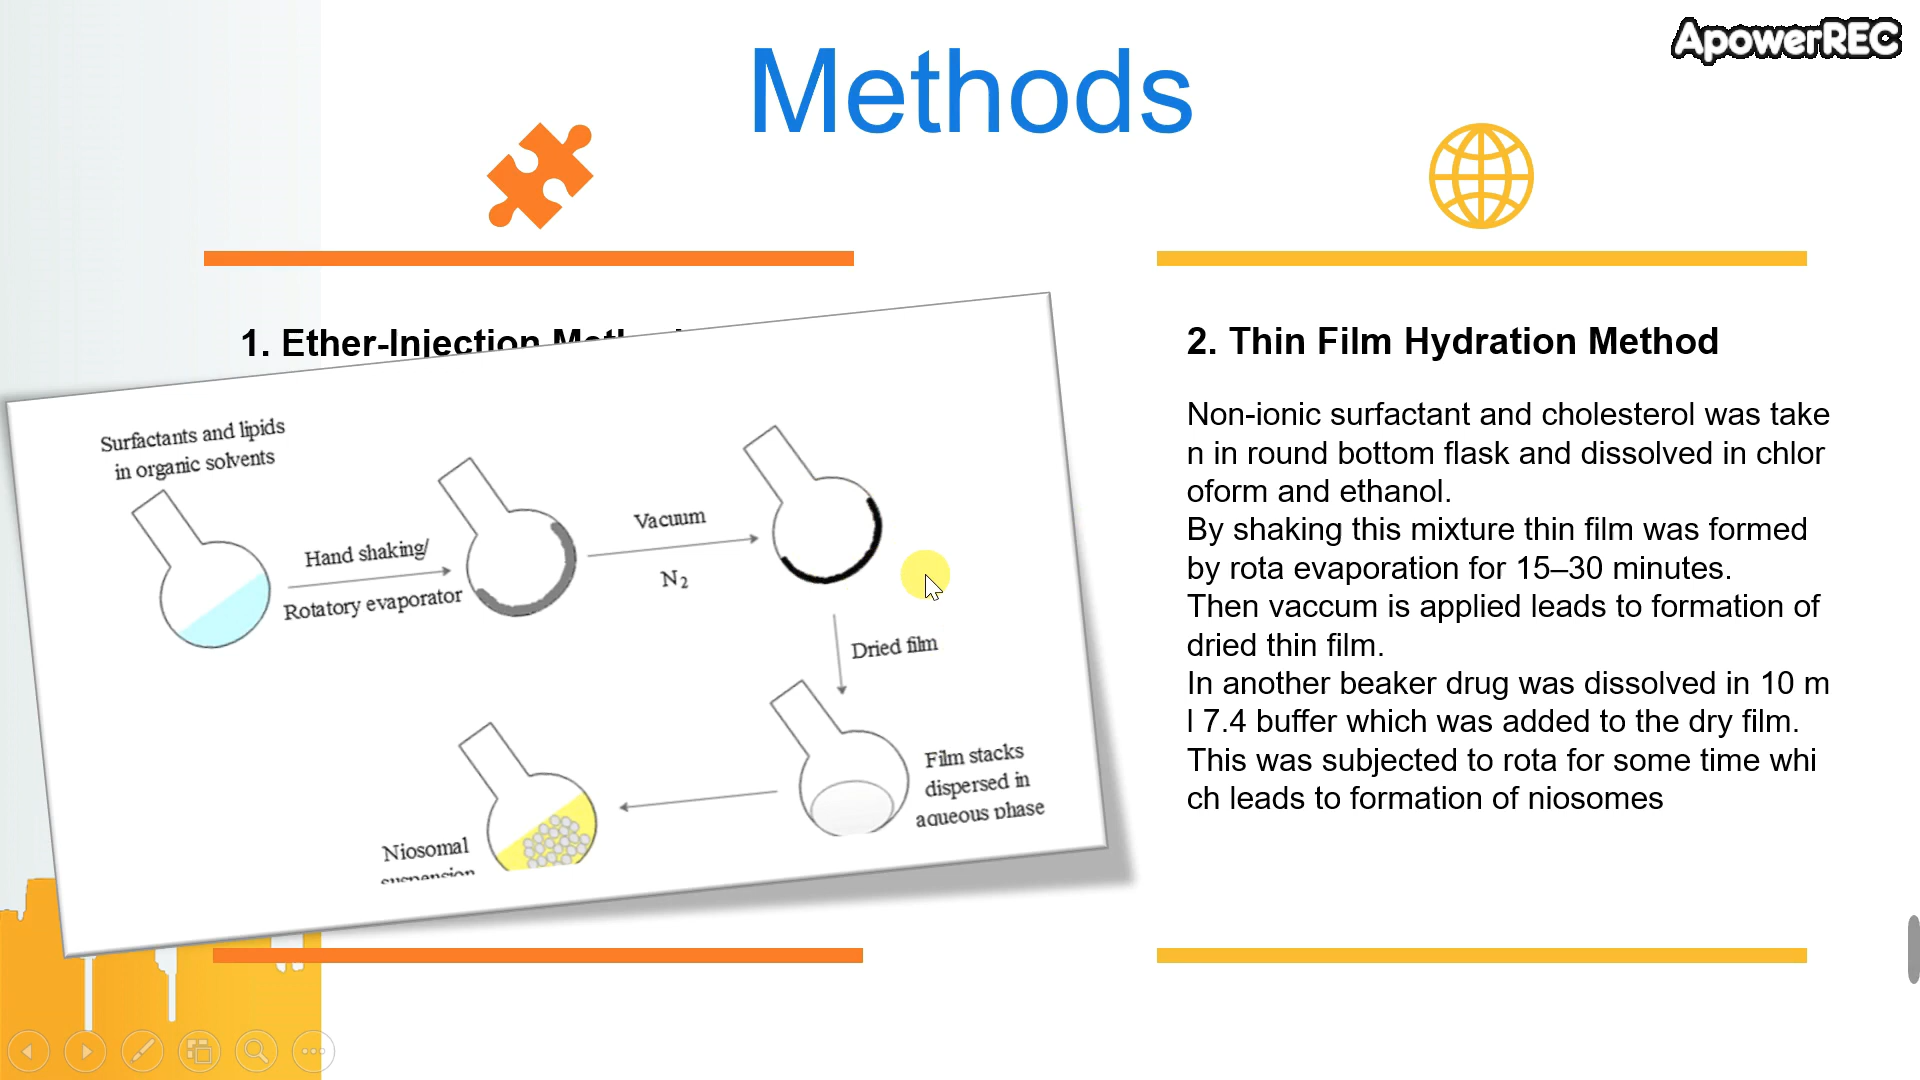 ApowerREC
Methods
1. Ether-Injection
Surfactants and lipids
in organic solvents
Hand shaking/
Rotatory evaporator
Vacuum
N2
Dried film
Film stacks
dispersed in
aqueous phase
Niosomal
suspension
2. Thin Film Hydration Method
Non-ionic surfactant and cholesterol was take
n in round bottom flask and dissolved in chlor
oform and ethanol.
By shaking this mixture thin film was formed
by rota evaporation for 15–30 minutes.
Then vaccum is applied leads to formation of
dried thin film.
In another beaker drug was dissolved in 10 m
l 7.4 buffer which was added to the dry film.
This was subjected to rota for some time whi
ch leads to formation of niosomes